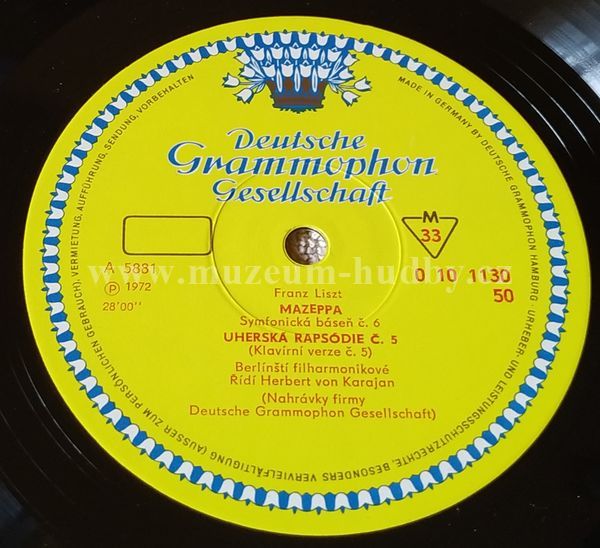 Deutsche
Grammophon
Gesellschaft
M
33
A 5881
Ⓟ 1972
28'00"
0 10 1130
50
www.muzeum-hudby.cz
Franz Liszt
MAZEPPA
Symfonická báseň č. 6
UHERSKÁ RAPSÓDIE Č. 5
(Klavírní verze č. 5)
Berlínští filharmonikové
Řídí Herbert von Karajan
(Nahrávky firmy
Deutsche Grammophon Gesellschaft)
MADE IN GERMANY BY DEUTSCHE GRAMMOPHON HAMBURG · URHEBER- UND LEISTUNGSSCHUTZRECHTE, BESONDERS VERVIELFÄLTIGUNG (AUSSER ZUM PERSÖNLICHEN GEBRAUCH), VERMIETUNG, AUFFÜHRUNG, SENDUNG, VORBEHALTEN